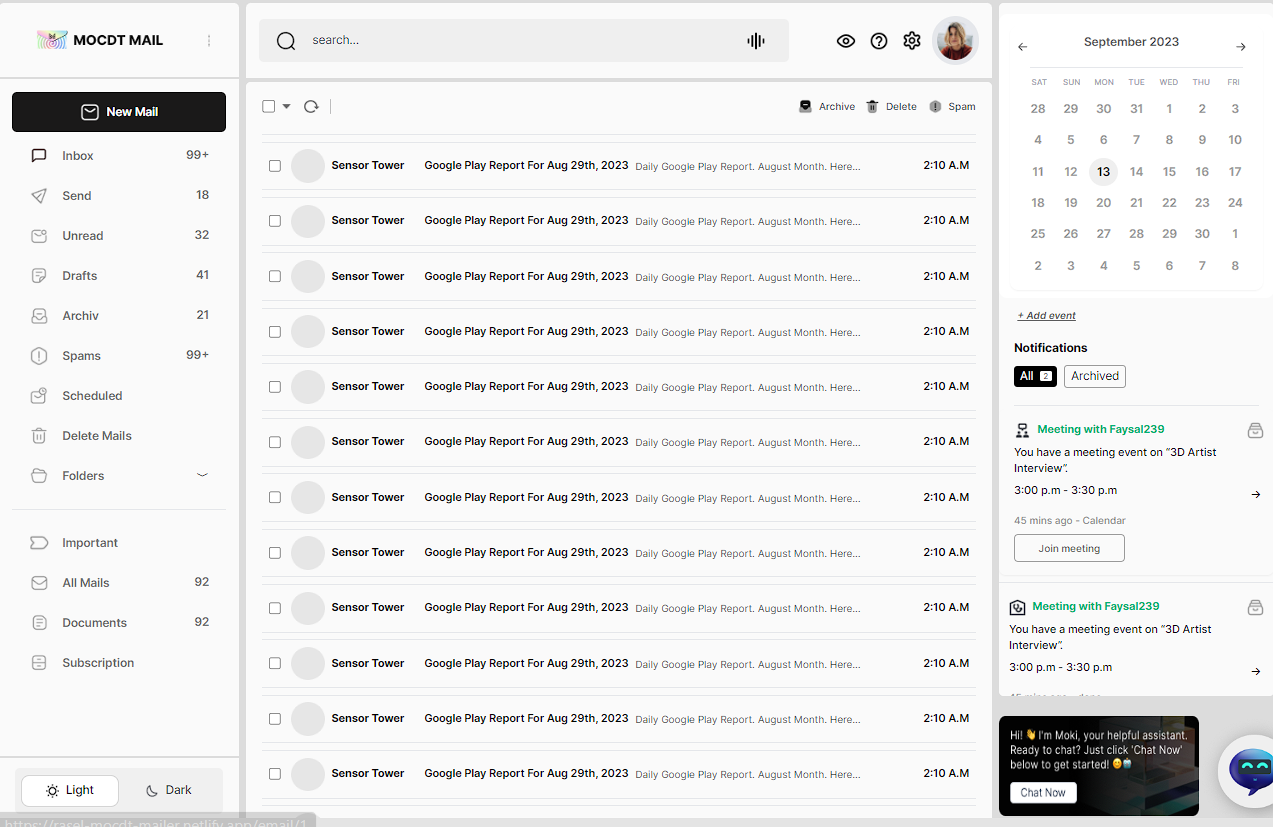 MOCDT MAIL
New Mail
Inbox 99+
Send 18
Unread 32
Drafts 41
Archiv 21
Spams 99+
Scheduled
Delete Mails
Folders
Important
All Mails 92
Documents 92
Subscription
Light Dark
https://rasel-mocdt-mailer.netlify.app/email/1
search...
Archive Delete Spam
Sensor Tower Google Play Report For Aug 29th, 2023 Daily Google Play Report. August Month. Here... 2:10 A.M
Sensor Tower Google Play Report For Aug 29th, 2023 Daily Google Play Report. August Month. Here... 2:10 A.M
Sensor Tower Google Play Report For Aug 29th, 2023 Daily Google Play Report. August Month. Here... 2:10 A.M
Sensor Tower Google Play Report For Aug 29th, 2023 Daily Google Play Report. August Month. Here... 2:10 A.M
Sensor Tower Google Play Report For Aug 29th, 2023 Daily Google Play Report. August Month. Here... 2:10 A.M
Sensor Tower Google Play Report For Aug 29th, 2023 Daily Google Play Report. August Month. Here... 2:10 A.M
Sensor Tower Google Play Report For Aug 29th, 2023 Daily Google Play Report. August Month. Here... 2:10 A.M
Sensor Tower Google Play Report For Aug 29th, 2023 Daily Google Play Report. August Month. Here... 2:10 A.M
Sensor Tower Google Play Report For Aug 29th, 2023 Daily Google Play Report. August Month. Here... 2:10 A.M
Sensor Tower Google Play Report For Aug 29th, 2023 Daily Google Play Report. August Month. Here... 2:10 A.M
Sensor Tower Google Play Report For Aug 29th, 2023 Daily Google Play Report. August Month. Here... 2:10 A.M
Sensor Tower Google Play Report For Aug 29th, 2023 Daily Google Play Report. August Month. Here... 2:10 A.M
September 2023
SAT SUN MON TUE WED THU FRI
28 29 30 31 1 2 3
4 5 6 7 8 9 10
11 12 13 14 15 16 17
18 19 20 21 22 23 24
25 26 27 28 29 30 1
2 3 4 5 6 7 8
+ Add event
Notifications
All 2 Archived
Meeting with Faysal239
You have a meeting event on “3D Artist
Interview”.
3:00 p.m - 3:30 p.m
45 mins ago - Calendar
Join meeting
Meeting with Faysal239
You have a meeting event on “3D Artist
Interview”.
3:00 p.m - 3:30 p.m
45 mins ago
Hi! 👋 I'm Moki, your helpful assistant.
Ready to chat? Just click 'Chat Now'
below to get started! 😊🤖
Chat Now